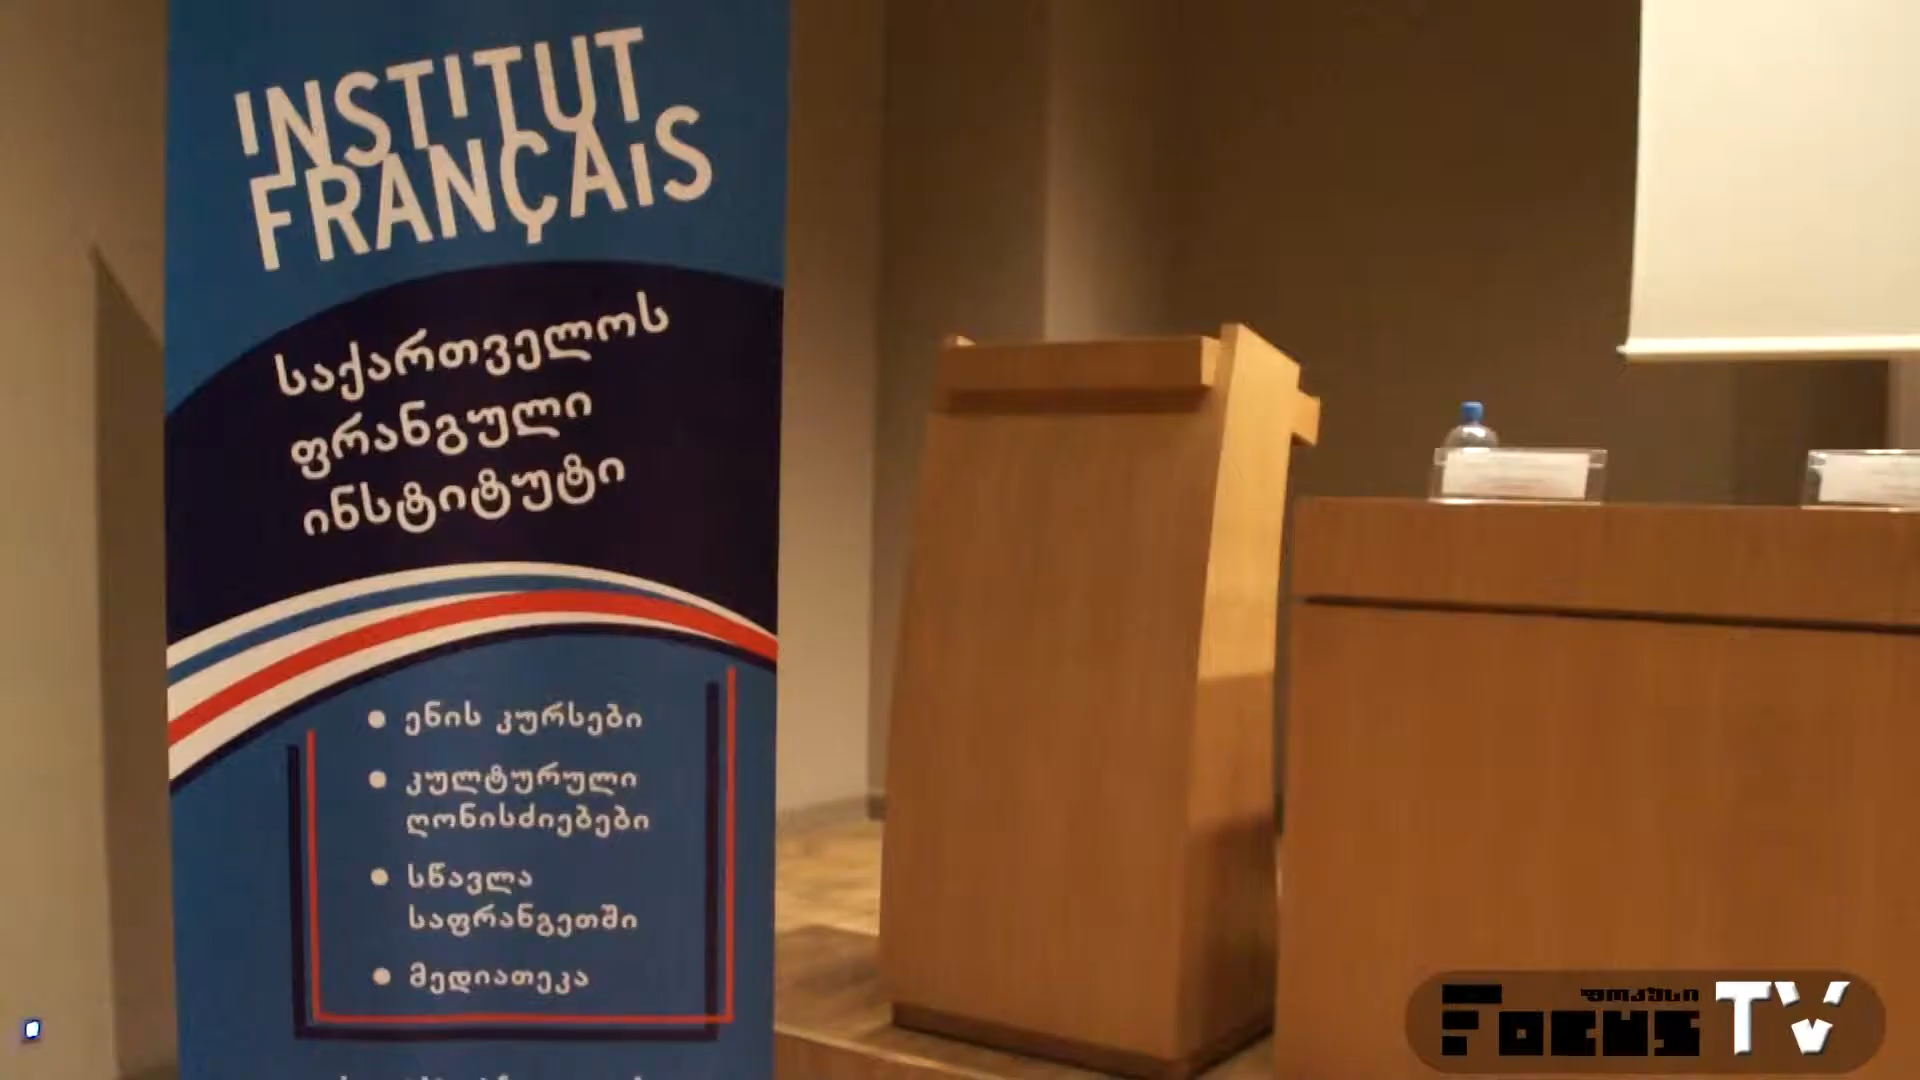 INSTITUT
FRANÇAIS
საქართველოს
ფრანგული
ინსტიტუტი
ენის კურსები
კულტურული
ღონისძიებები
სწავლა
საფრანგეთში
მედიათეკა
ფოკუსი
FOCUS TV